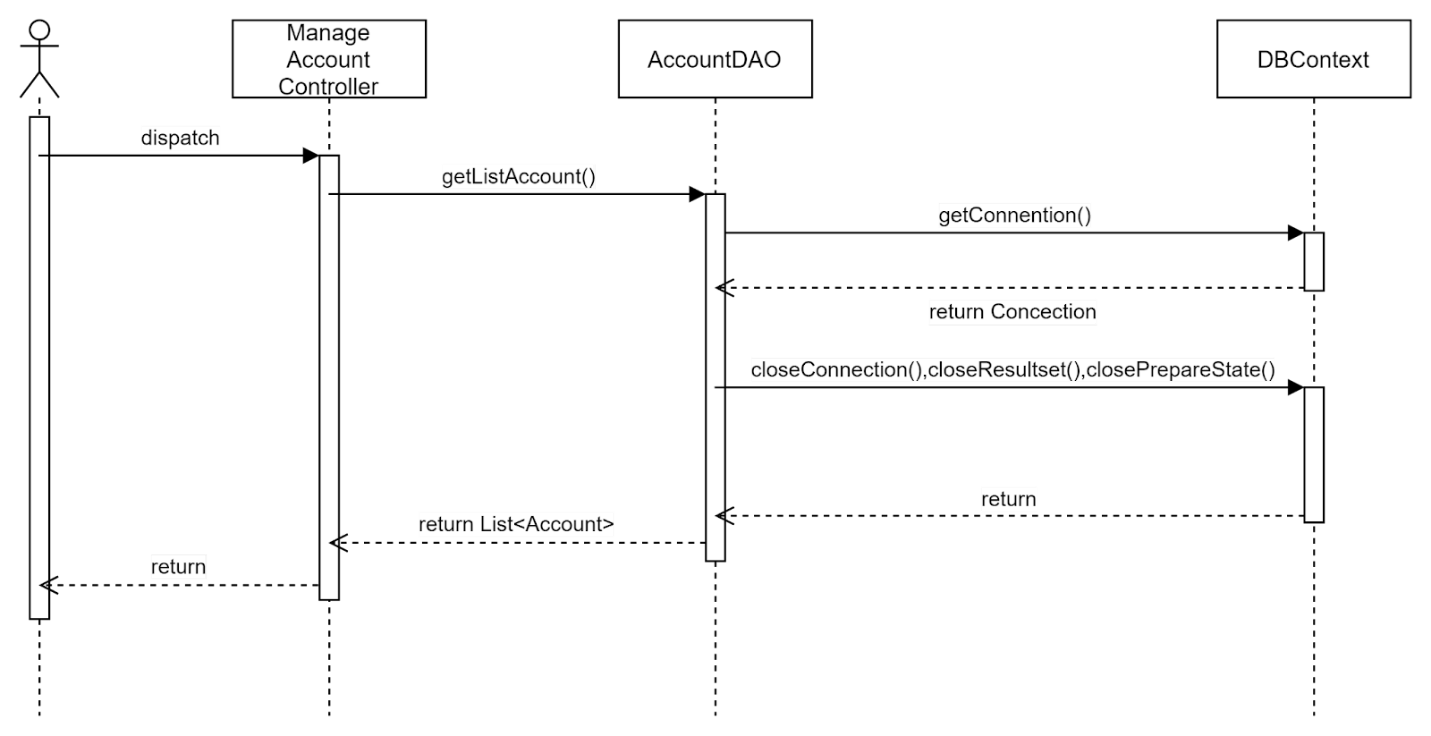 Manage
Account
Controller
AccountDAO
DBContext
dispatch
getListAccount()
getConnention()
return Concection
closeConnection(),closeResultset(),closePrepareState()
return
return List<Account>
return